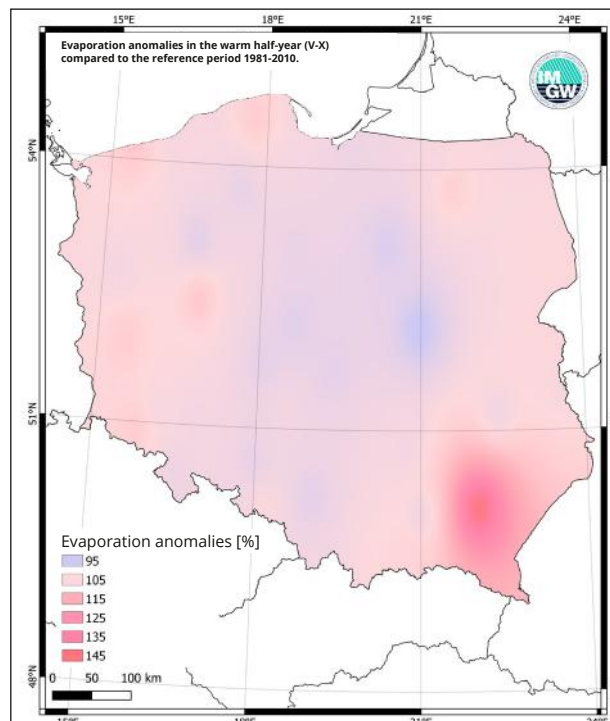 15°E 18°E 21°E 24°E
Evaporation anomalies in the warm half-year (V-X)
compared to the reference period 1981-2010.
IM
GW
54°N
51°N
Evaporation anomalies [%]
95
105
115
125
135
145
0 50 100 km
48°N